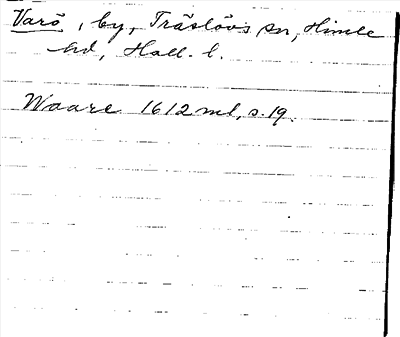 Varö, by, Träslövs sn, Himle
hd, Hall. l.
Waare 1612 ml, s. 19.